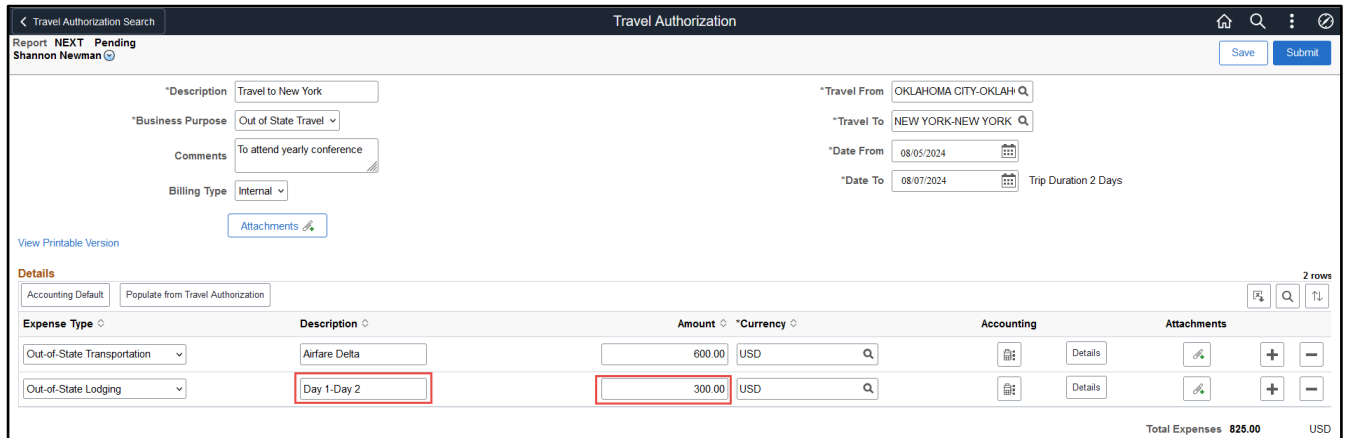 Travel Authorization Search
Travel Authorization
Report NEXT Pending
Shannon Newman
Save
Submit
*Description Travel to New York
*Travel From OKLAHOMA CITY-OKLAH
*Business Purpose Out of State Travel
*Travel To NEW YORK-NEW YORK
Comments To attend yearly conference
*Date From 08/05/2024
Billing Type Internal
*Date To 08/07/2024 Trip Duration 2 Days
Attachments
View Printable Version
Details
2 rows
Accounting Default
Populate from Travel Authorization
Expense Type Description Amount *Currency Accounting Attachments
Out-of-State Transportation Airfare Delta 600.00 USD Details
Out-of-State Lodging Day 1-Day 2 300.00 USD Details
Total Expenses 825.00 USD